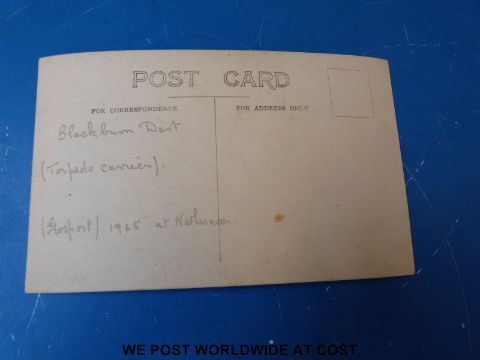 POST CARD
FOR CORRESPONDENCE
FOR ADDRESS ONLY
Blackburn Dart
(Torpedo carrier).
(Gosport) 1925 at Netheravon
WE POST WORLDWIDE AT COST